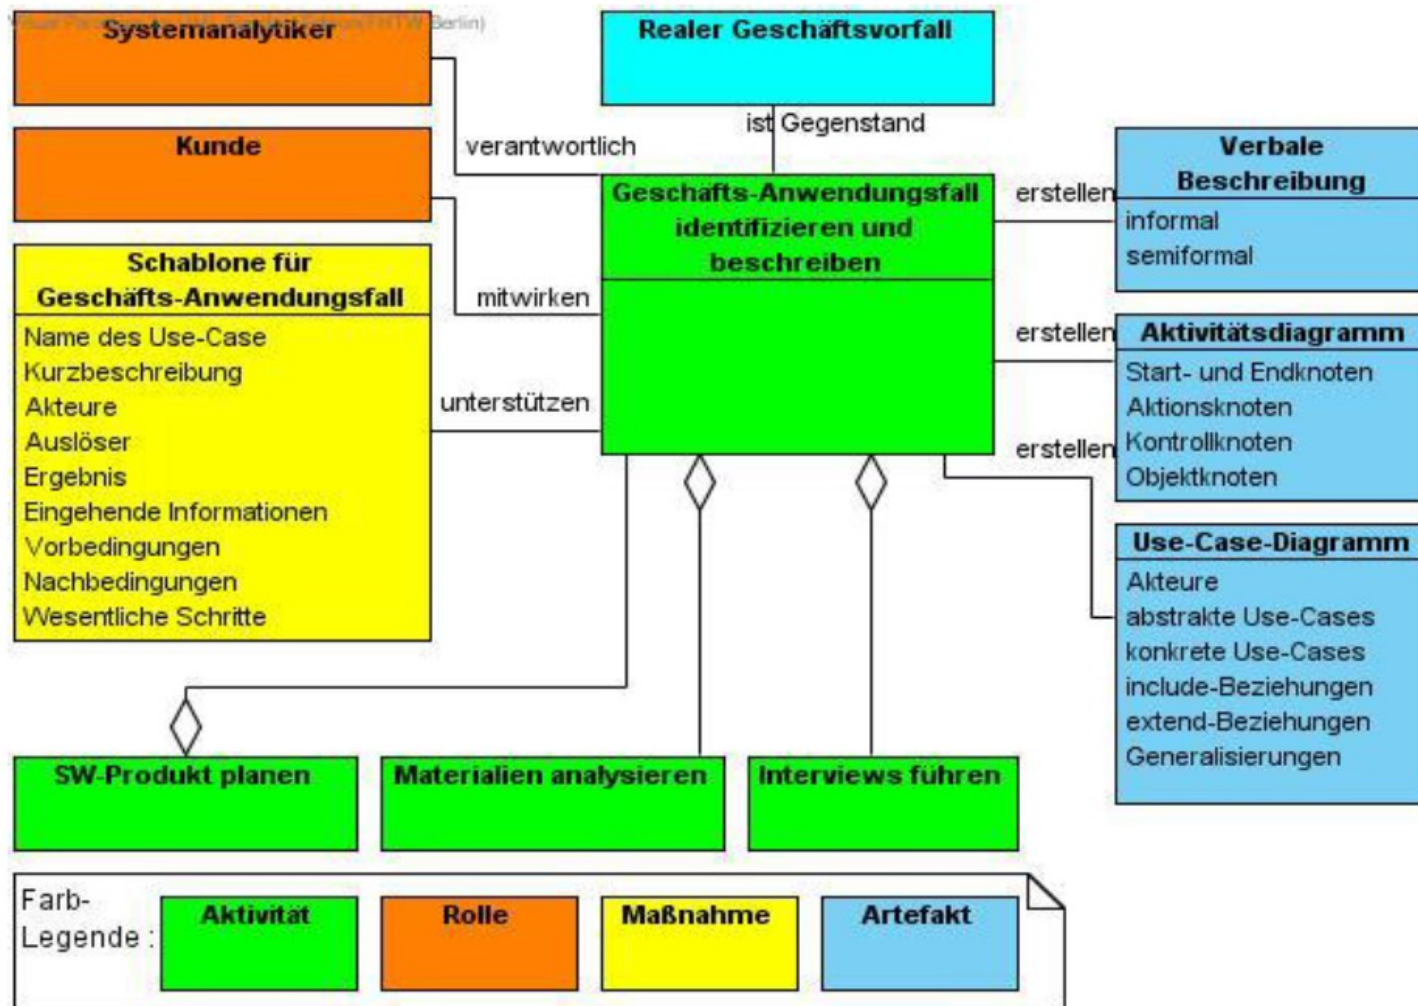 Systemanalytiker
Berlin)
Realer Geschäftsvorfall
ist Gegenstand
Kunde
verantwortlich
Geschäfts-Anwendungsfall
identifizieren und
beschreiben
erstellen
Verbale
Beschreibung
informal
semiformal
Schablone für
Geschäfts-Anwendungsfall
Name des Use-Case
Kurzbeschreibung
Akteure
Auslöser
Ergebnis
Eingehende Informationen
Vorbedingungen
Nachbedingungen
Wesentliche Schritte
mitwirken
unterstützen
erstellen
Aktivitätsdiagramm
Start- und Endknoten
Aktionsknoten
Kontrollknoten
Objektknoten
erstellen
Use-Case-Diagramm
Akteure
abstrakte Use-Cases
konkrete Use-Cases
include-Beziehungen
extend-Beziehungen
Generalisierungen
SW-Produkt planen
Materialien analysieren
Interviews führen
Farb-
Legende :
Aktivität
Rolle
Maßnahme
Artefakt